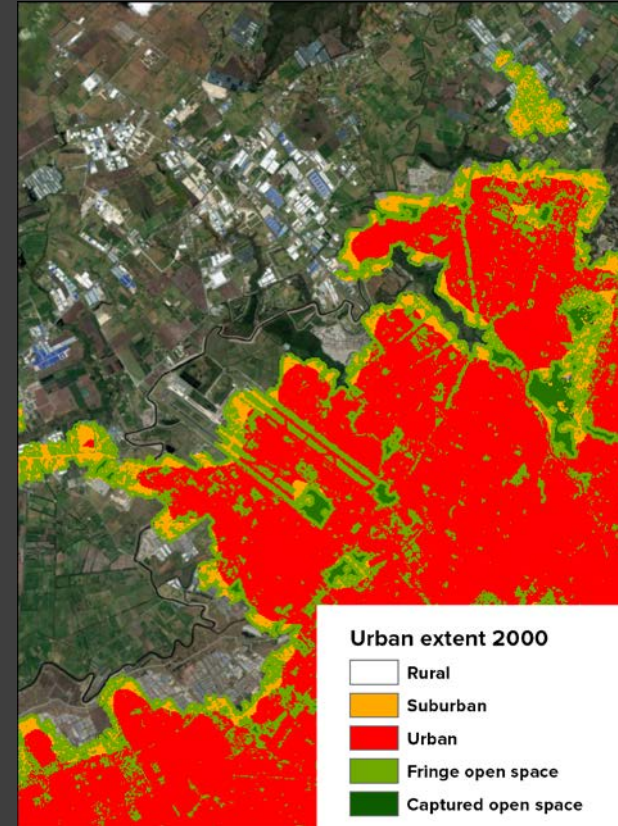 Urban extent 2000
Rural
Suburban
Urban
Fringe open space
Captured open space